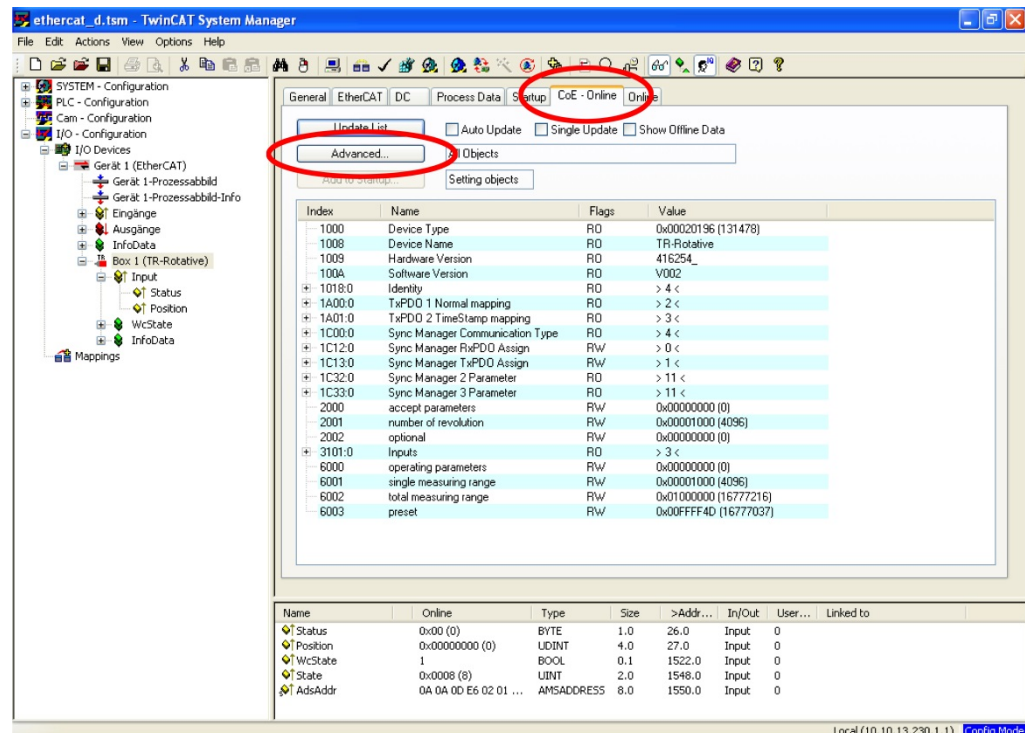 ethercat_d.tsm - TwinCAT System Manager
File Edit Actions View Options Help
SYSTEM - Configuration
PLC - Configuration
Cam - Configuration
I/O - Configuration
I/O Devices
Gerät 1 (EtherCAT)
Gerät 1-Prozessabbild
Gerät 1-Prozessabbild-Info
Eingänge
Ausgänge
InfoData
Box 1 (TR-Rotative)
Input
Status
Position
WcState
InfoData
Mappings
General EtherCAT DC Process Data Startup CoE - Online Online
Update List Auto Update Single Update Show Offline Data
Advanced... All Objects
Add to Startup... Setting objects
Index Name Flags Value
1000 Device Type RO 0x00020196 (131478)
1008 Device Name RO TR-Rotative
1009 Hardware Version RO 416254_
100A Software Version RO V002
1018:0 Identity RO > 4 <
1A00:0 TxPDO 1 Normal mapping RO > 2 <
1A01:0 TxPDO 2 TimeStamp mapping RO > 3 <
1C00:0 Sync Manager Communication Type RO > 4 <
1C12:0 Sync Manager RxPDO Assign RW > 0 <
1C13:0 Sync Manager TxPDO Assign RW > 1 <
1C32:0 Sync Manager 2 Parameter RO > 11 <
1C33:0 Sync Manager 3 Parameter RO > 11 <
2000 accept parameters RW 0x00000000 (0)
2001 number of revolution RW 0x00001000 (4096)
2002 optional RW 0x00000000 (0)
3101:0 Inputs RO > 3 <
6000 operating parameters RW 0x00000000 (0)
6001 single measuring range RW 0x00001000 (4096)
6002 total measuring range RW 0x01000000 (16777216)
6003 preset RW 0x00FFFF4D (16777037)
Name Online Type Size >Addr... In/Out User... Linked to
Status 0x00 (0) BYTE 1.0 26.0 Input 0
Position 0x00000000 (0) UDINT 4.0 27.0 Input 0
WcState 1 BOOL 0.1 1522.0 Input 0
State 0x0008 (8) UINT 2.0 1548.0 Input 0
AdsAddr 0A 0A 0D E6 02 01 ... AMSADDRESS 8.0 1550.0 Input 0
Local (10.10.13.230.1.1) Config Mode